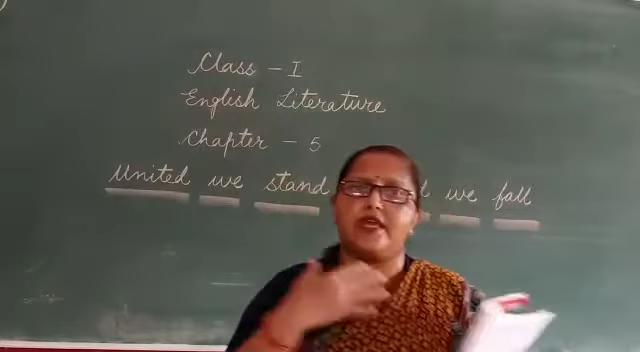 Class - I
English Literature
Chapter - 5
United we stand we fall